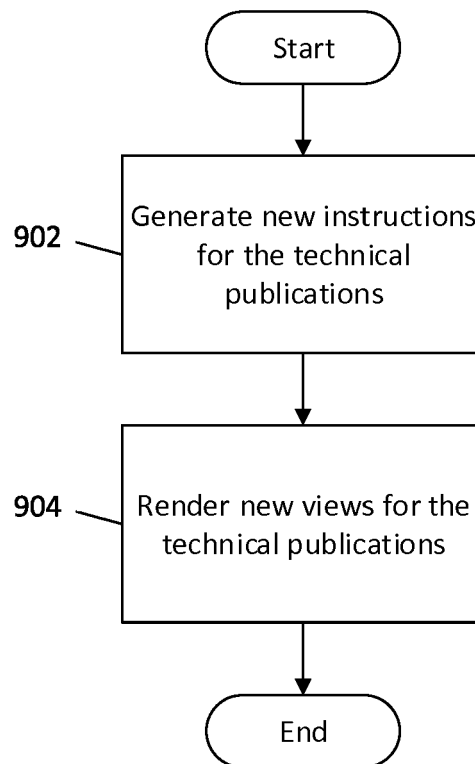 Start
902
Generate new instructions
for the technical
publications
904
Render new views for the
technical publications
End